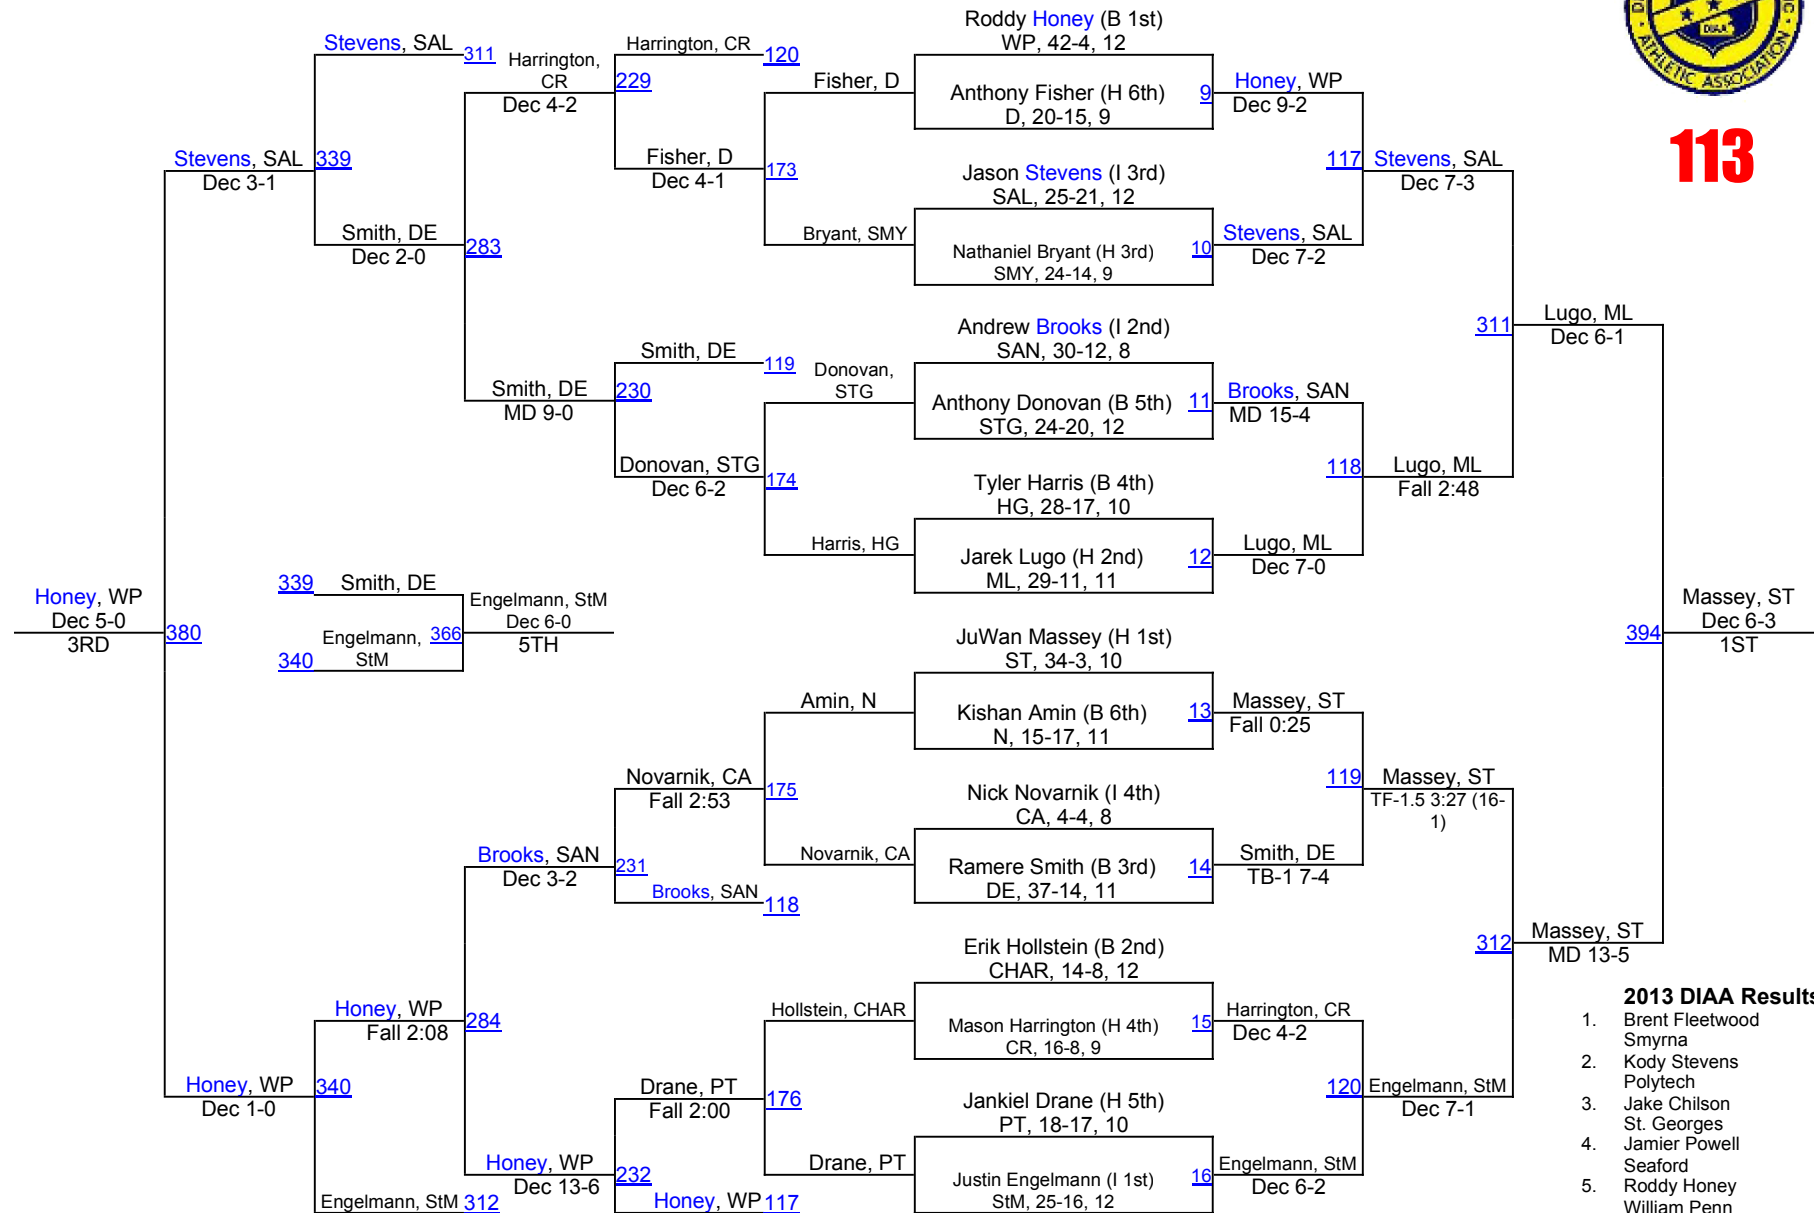 Roddy Honey (B 1st)
WP, 42-4, 12
Anthony Fisher (H 6th)
D, 20-15, 9
Jason Stevens (I 3rd)
SAL, 25-21, 12
Nathaniel Bryant (H 3rd)
SMY, 24-14, 9
Andrew Brooks (I 2nd)
SAN, 30-12, 8
Anthony Donovan (B 5th)
STG, 24-20, 12
Tyler Harris (B 4th)
HG, 28-17, 10
Jarek Lugo (H 2nd)
ML, 29-11, 11
JuWan Massey (H 1st)
ST, 34-3, 10
Kishan Amin (B 6th)
N, 15-17, 11
Nick Novarnik (I 4th)
CA, 4-4, 8
Ramere Smith (B 3rd)
DE, 37-14, 11
Erik Hollstein (B 2nd)
CHAR, 14-8, 12
Mason Harrington (H 4th)
CR, 16-8, 9
Jankiel Drane (H 5th)
PT, 18-17, 10
Justin Engelmann (I 1st)
StM, 25-16, 12
9
Honey, WP
Dec 9-2
10
Stevens, SAL
Dec 7-2
11
Brooks, SAN
MD 15-4
12
Lugo, ML
Dec 7-0
13
Massey, ST
Fall 0:25
14
Smith, DE
TB-1 7-4
15
Harrington, CR
Dec 4-2
16
Engelmann, StM
Dec 6-2
117
Stevens, SAL
Dec 7-3
118
Lugo, ML
Fall 2:48
119
Massey, ST
TF-1.5 3:27 (16-
1)
120
Engelmann, StM
Dec 7-1
311
Lugo, ML
Dec 6-1
312
Massey, ST
MD 13-5
394
Massey, ST
Dec 6-3
1ST
Fisher, D
Bryant, SMY
Donovan,
STG
Harris, HG
Amin, N
Novarnik, CA
Hollstein, CHAR
Drane, PT
Harrington, CR
120
173
Fisher, D
Dec 4-1
Smith, DE
119
174
Donovan, STG
Dec 6-2
175
Novarnik, CA
Fall 2:53
Brooks, SAN
118
176
Drane, PT
Fall 2:00
Honey, WP
117
229
Harrington,
CR
Dec 4-2
230
Smith, DE
MD 9-0
231
Brooks, SAN
Dec 3-2
232
Honey, WP
Dec 13-6
Stevens, SAL
311
283
Smith, DE
Dec 2-0
284
Honey, WP
Fall 2:08
Engelmann, StM
312
339
Stevens, SAL
Dec 3-1
340
Honey, WP
Dec 1-0
380
Honey, WP
Dec 5-0
3RD
339
Smith, DE
340
Engelmann,
StM
366
Engelmann, StM
Dec 6-0
5TH
DIAA
ATHLETIC ASSOCIATION
113
2013 DIAA Results
1. Brent Fleetwood
Smyrna
2. Kody Stevens
Polytech
3. Jake Chilson
St. Georges
4. Jamier Powell
Seaford
5. Roddy Honey
William Penn